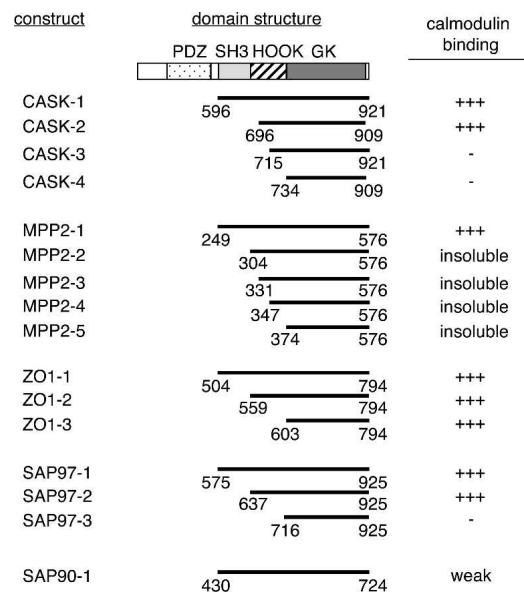 construct domain structure calmodulin binding
PDZ SH3 HOOK GK
CASK-1 596 921 +++
CASK-2 696 909 +++
CASK-3 715 921 -
CASK-4 734 909 -
MPP2-1 249 576 +++
MPP2-2 304 576 insoluble
MPP2-3 331 576 insoluble
MPP2-4 347 576 insoluble
MPP2-5 374 576 insoluble
ZO1-1 504 794 +++
ZO1-2 559 794 +++
ZO1-3 603 794 +++
SAP97-1 575 925 +++
SAP97-2 637 925 +++
SAP97-3 716 925 -
SAP90-1 430 724 weak